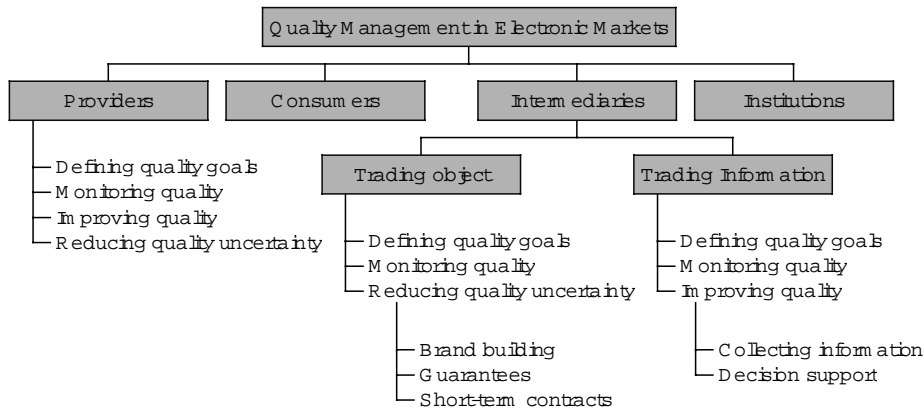 Quality Management in Electronic Markets
Providers
Consumers
Intermediaries
Institutions
Defining quality goals
Monitoring quality
Improving quality
Reducing quality uncertainty
Trading object
Trading Information
Defining quality goals
Monitoring quality
Reducing quality uncertainty
Brand building
Guarantees
Short-term contracts
Defining quality goals
Monitoring quality
Improving quality
Collecting information
Decision support